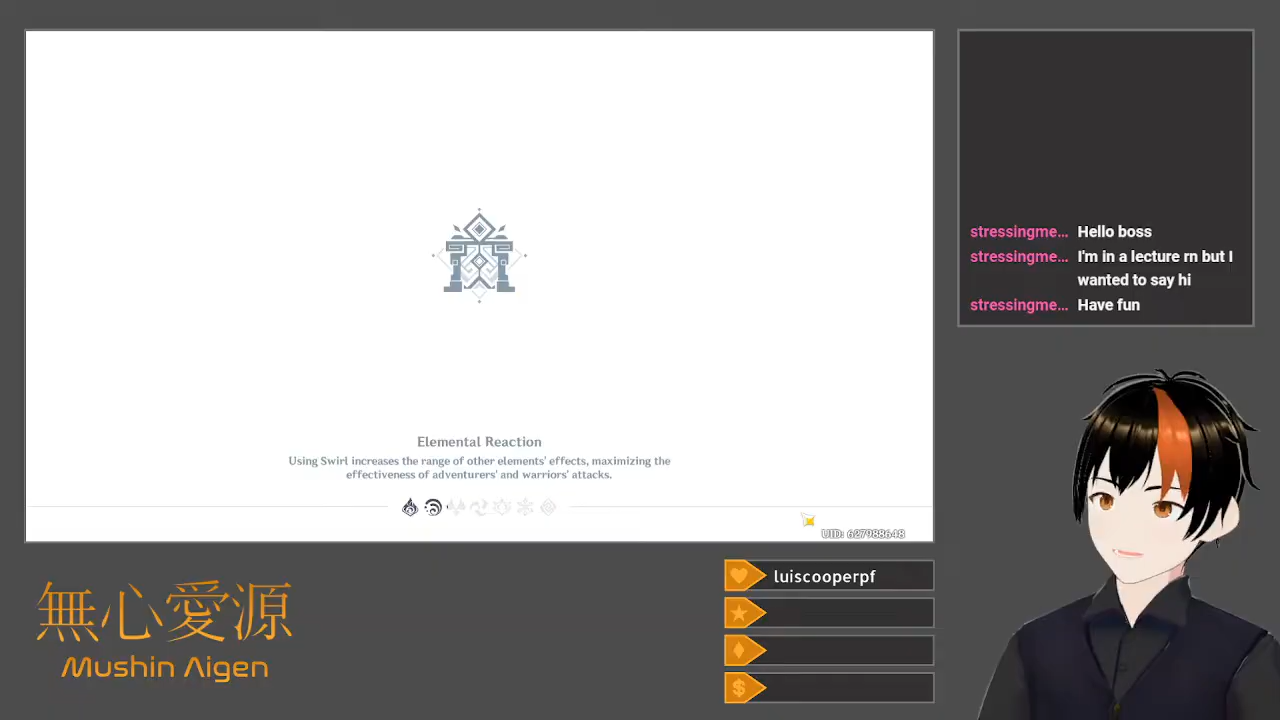 stressingme... Hello boss
stressingme... I'm in a lecture rn but I
wanted to say hi
stressingme... Have fun
Elemental Reaction
Using Swirl increases the range of other elements' effects, maximizing the
effectiveness of adventurers' and warriors' attacks.
UID: 627988648
luiscooperpf
無心愛源
Mushin Aigen